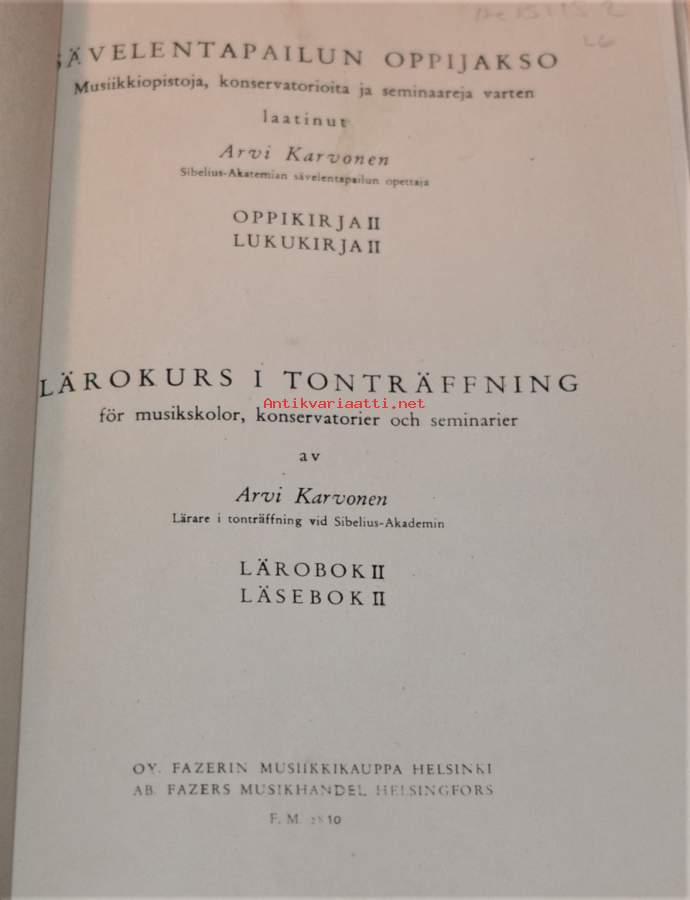 SÄVELENTAPAILUN OPPIJAKSO
Musiikkiopistoja, konservatorioita ja seminaareja varten
laatinut
Arvi Karvonen
Sibelius-Akatemian sävelentapailun opettaja
OPPIKIRJA II
LUKUKIRJA II
LÄROKURS I TONTRÄFFNING
Antikvariaatti.net
för musikskolor, konservatorier och seminarier
av
Arvi Karvonen
Lärare i tonträffning vid Sibelius-Akademin
LÄROBOK II
LÄSEBOK II
OY. FAZERIN MUSIIKKIKAUPPA HELSINKI
AB. FAZERS MUSIKHANDEL HELSINGFORS
F. M.